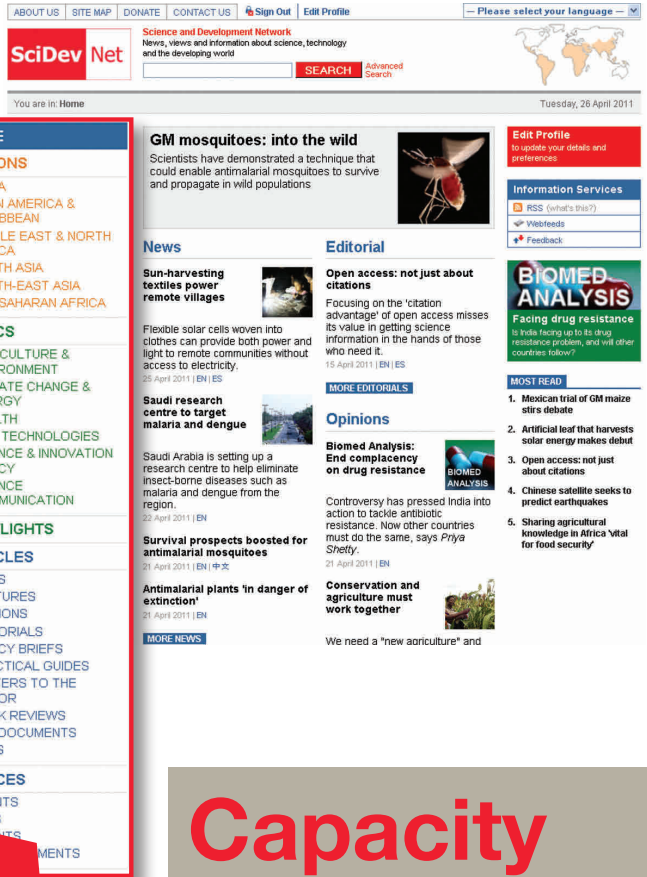 ABOUT US SITE MAP DONATE CONTACT US Sign Out Edit Profile — Please select your language —
SciDev Net
Science and Development Network
News, views and information about science, technology
and the developing world
SEARCH Advanced
Search
You are in: Home Tuesday, 26 April 2011
E
ONS
A
N AMERICA &
BBEAN
LE EAST & NORTH
CA
TH ASIA
TH-EAST ASIA
SAHARAN AFRICA
CS
CULTURE &
RONMENT
ATE CHANGE &
RGY
LTH
TECHNOLOGIES
NCE & INNOVATION
CY
NCE
MUNICATION
LIGHTS
CLES
S
TURES
IONS
ORIALS
CY BRIEFS
CTICAL GUIDES
TERS TO THE
OR
K REVIEWS
DOCUMENTS
S
CES
NTS
MENTS
GM mosquitoes: into the wild
Scientists have demonstrated a technique that
could enable antimalarial mosquitoes to survive
and propagate in wild populations
News
Sun-harvesting
textiles power
remote villages
Flexible solar cells woven into
clothes can provide both power and
light to remote communities without
access to electricity.
25 April 2011 | EN | ES
Saudi research
centre to target
malaria and dengue
Saudi Arabia is setting up a
research centre to help eliminate
insect-borne diseases such as
malaria and dengue from the
region.
22 April 2011 | EN
Survival prospects boosted for
antimalarial mosquitoes
21 April 2011 | EN | 中文
Antimalarial plants 'in danger of
extinction'
21 April 2011 | EN
MORE NEWS
Editorial
Open access: not just about
citations
Focusing on the 'citation
advantage' of open access misses
its value in getting science
information in the hands of those
who need it.
15 April 2011 | EN | ES
MORE EDITORIALS
Opinions
Biomed Analysis:
End complacency
on drug resistance
BIOMED
ANALYSIS
Controversy has pressed India into
action to tackle antibiotic
resistance. Now other countries
must do the same, says Priya
Shetty.
21 April 2011 | EN
Conservation and
agriculture must
work together
We need a "new agriculture" and
Edit Profile
to update your details and
preferences
Information Services
RSS (what's this?)
Webfeeds
Feedback
BIOMED
ANALYSIS
Facing drug resistance
Is India facing up to its drug
resistance problem, and will other
countries follow?
MOST READ
1. Mexican trial of GM maize
stirs debate
2. Artificial leaf that harvests
solar energy makes debut
3. Open access: not just
about citations
4. Chinese satellite seeks to
predict earthquakes
5. Sharing agricultural
knowledge in Africa 'vital
for food security'
Capacity